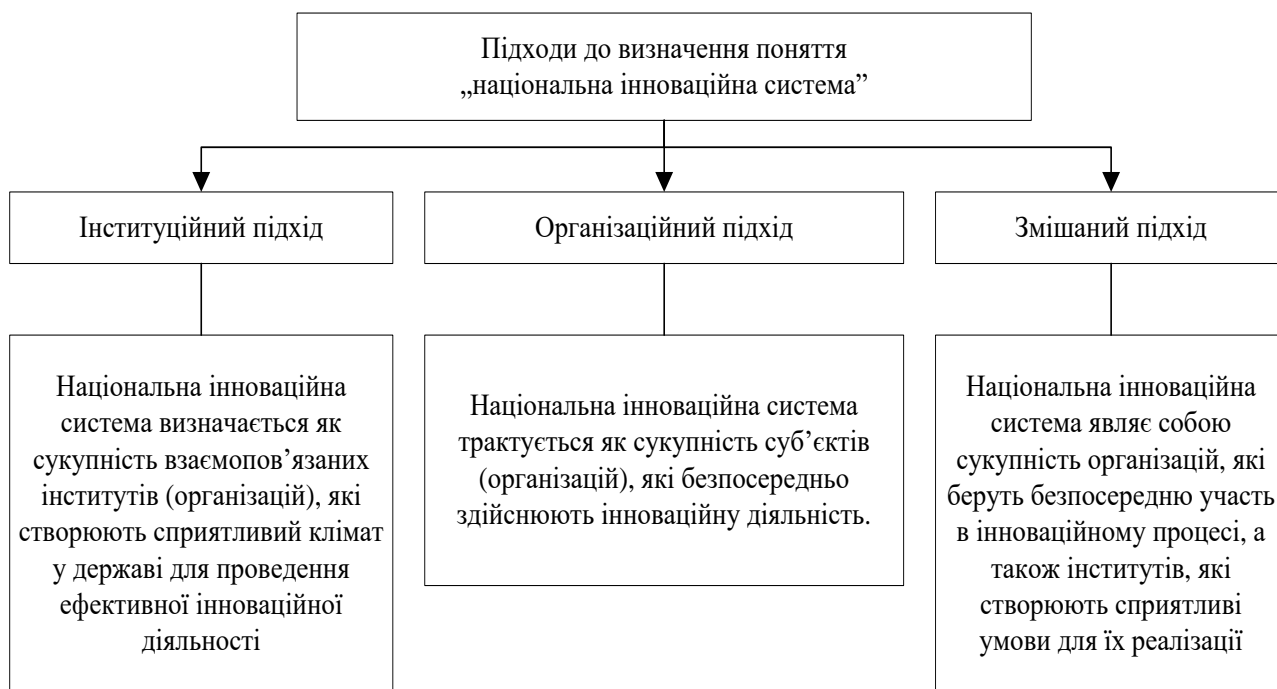 Підходи до визначення поняття
„національна інноваційна система”
Інституційний підхід
Організаційний підхід
Змішаний підхід
Національна інноваційна
система визначається як
сукупність взаємопов’язаних
інститутів (організацій), які
створюють сприятливий клімат
у державі для проведення
ефективної інноваційної
діяльності
Національна інноваційна система
трактується як сукупність суб’єктів
(організацій), які безпосередньо
здійснюють інноваційну діяльність.
Національна інноваційна
система являє собою
сукупність організацій, які
беруть безпосередню участь
в інноваційному процесі, а
також інститутів, які
створюють сприятливі
умови для їх реалізації